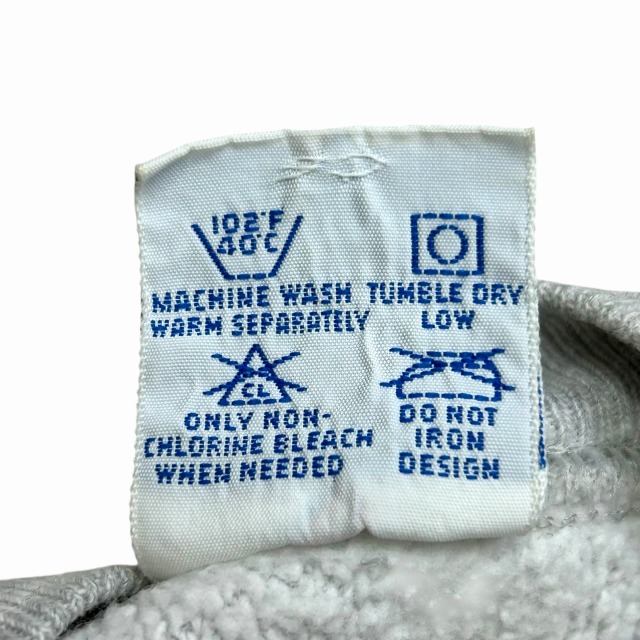 102°F
40°C
MACHINE WASH
WARM SEPARATELY
TUMBLE DRY
LOW
CL
ONLY NON-
CHLORINE BLEACH
WHEN NEEDED
DO NOT
IRON
DESIGN